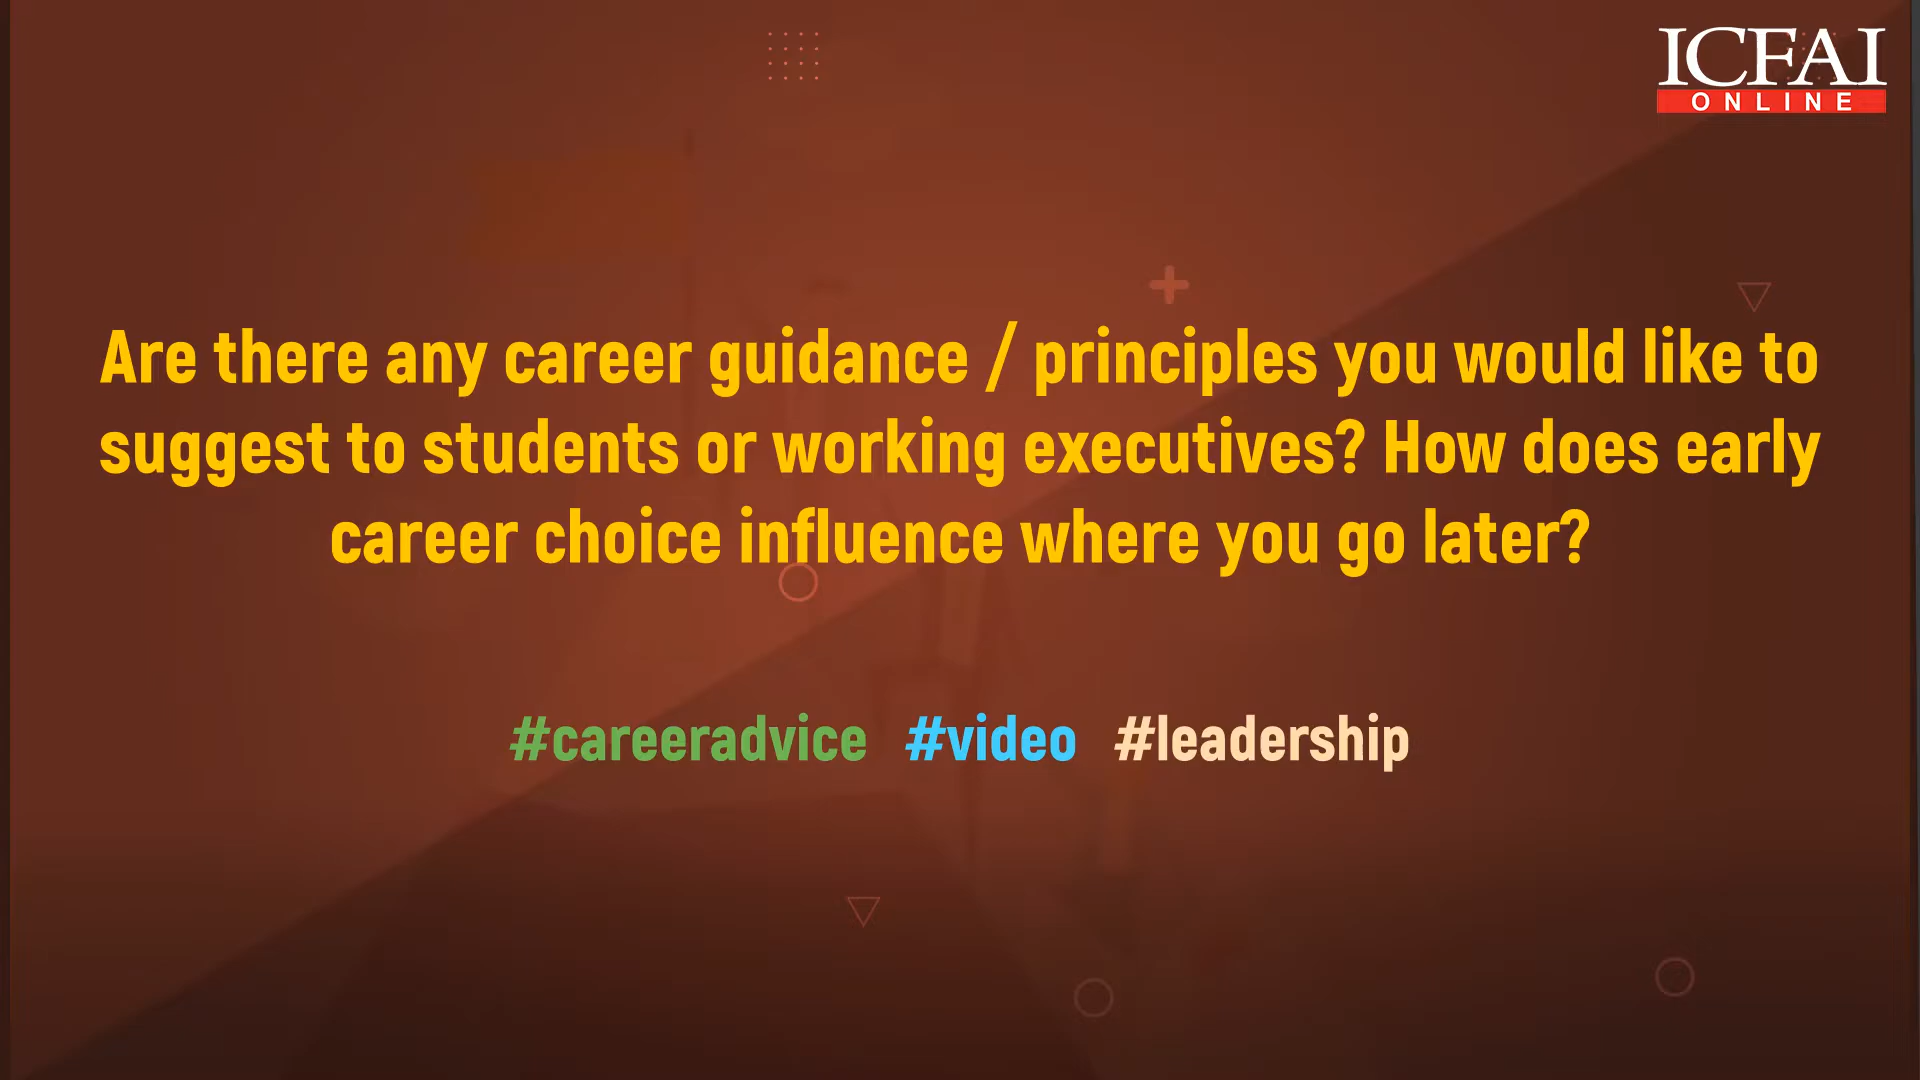 ICFAI
ONLINE
Are there any career guidance / principles you would like to
suggest to students or working executives? How does early
career choice influence where you go later?
#careeradvice #video #leadership